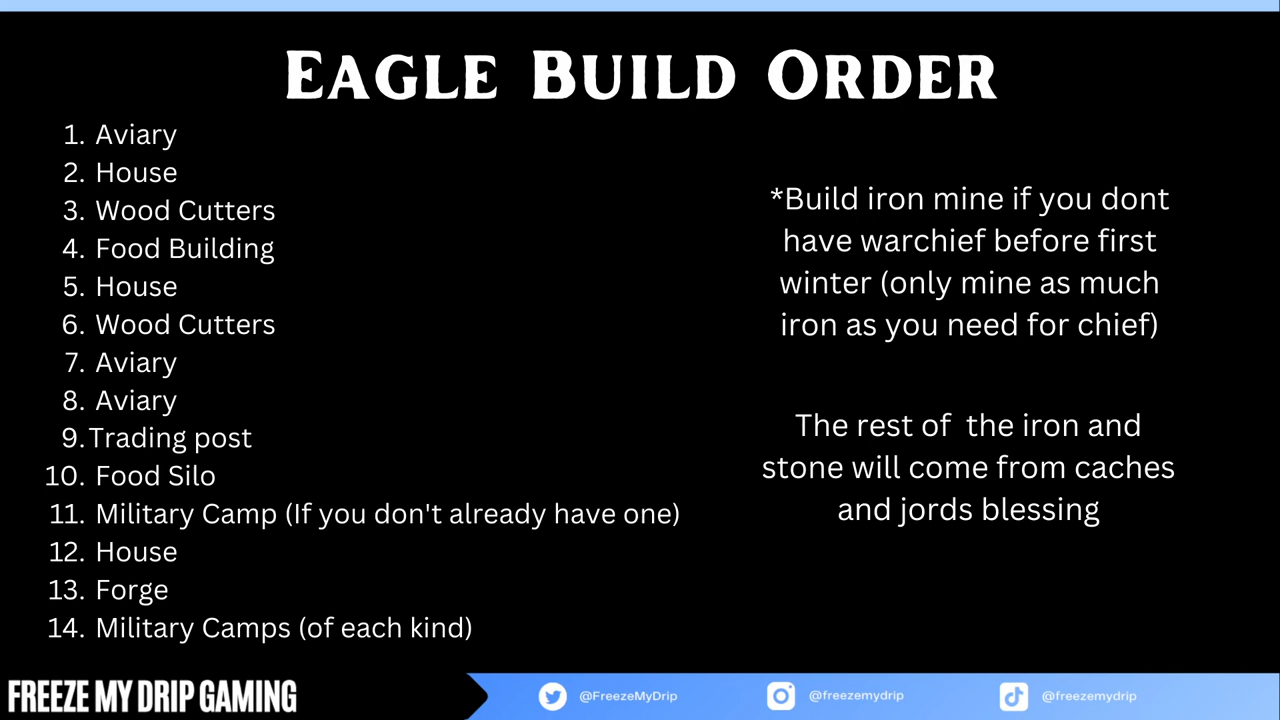 Eagle Build Order
1. Aviary
2. House
3. Wood Cutters
4. Food Building
5. House
6. Wood Cutters
7. Aviary
8. Aviary
9. Trading post
10. Food Silo
11. Military Camp (If you don't already have one)
12. House
13. Forge
14. Military Camps (of each kind)
*Build iron mine if you dont
have warchief before first
winter (only mine as much
iron as you need for chief)
The rest of the iron and
stone will come from caches
and jords blessing
FREEZE MY DRIP GAMING
@FreezeMyDrip
@freezemydrip
@freezemydrip